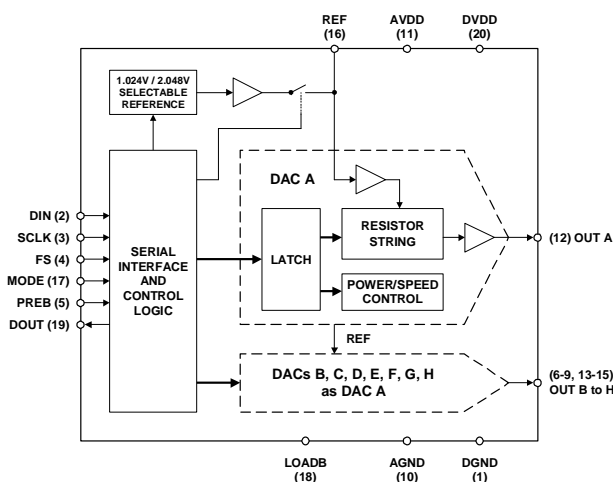 REF
(16)
AVDD
(11)
DVDD
(20)
1.024V / 2.048V
SELECTABLE
REFERENCE
DAC A
DIN (2)
SCLK (3)
FS (4)
MODE (17)
PREB (5)
DOUT (19)
SERIAL
INTERFACE
AND
CONTROL
LOGIC
LATCH
RESISTOR
STRING
POWER/SPEED
CONTROL
(12) OUT A
REF
DACs B, C, D, E, F, G, H
as DAC A
(6-9, 13-15)
OUT B to H
LOADB
(18)
AGND
(10)
DGND
(1)